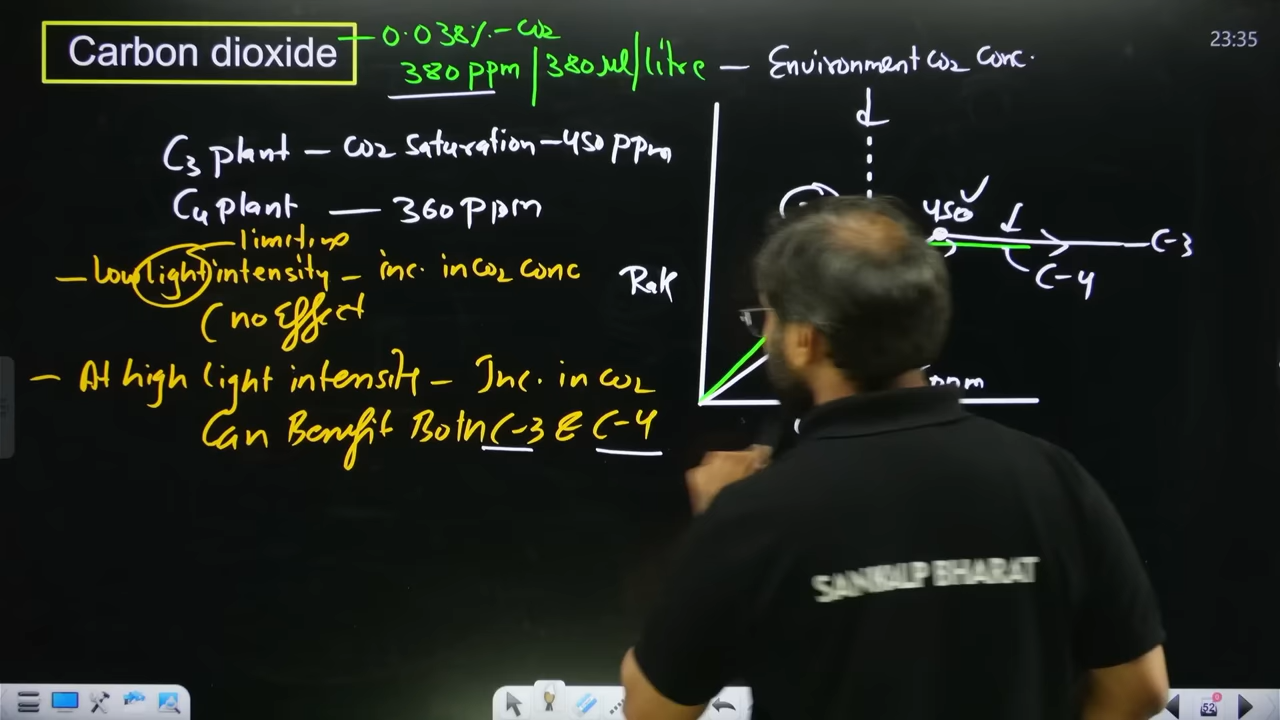 Carbon dioxide
— 0.038%.-CO2
380 ppm | 380 µl/litre — Environment CO2 Conc.
23:35
C3 plant — CO2 Saturation — 450 PPm
C4 plant — 360 PPm
450
C-3
C-4
— low light intensity — inc. in CO2 conc
(no Effect
— At high light intensity — Inc. in CO2
Can Benefit Both C-3 & C-4
SANKALP BHARAT
52